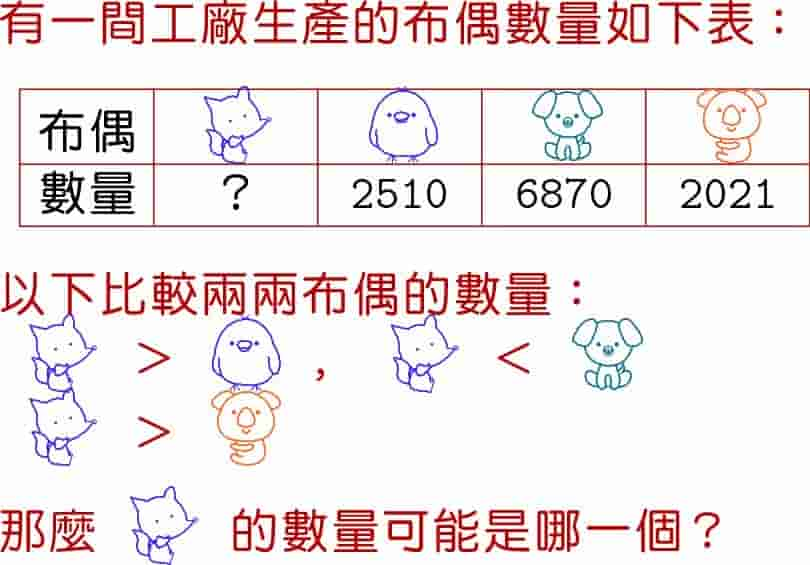 有一間工廠生產的布偶數量如下表：
布偶
數量 ? 2510 6870 2021
以下比較兩兩布偶的數量：
> , <
>
那麼 的數量可能是哪一個？